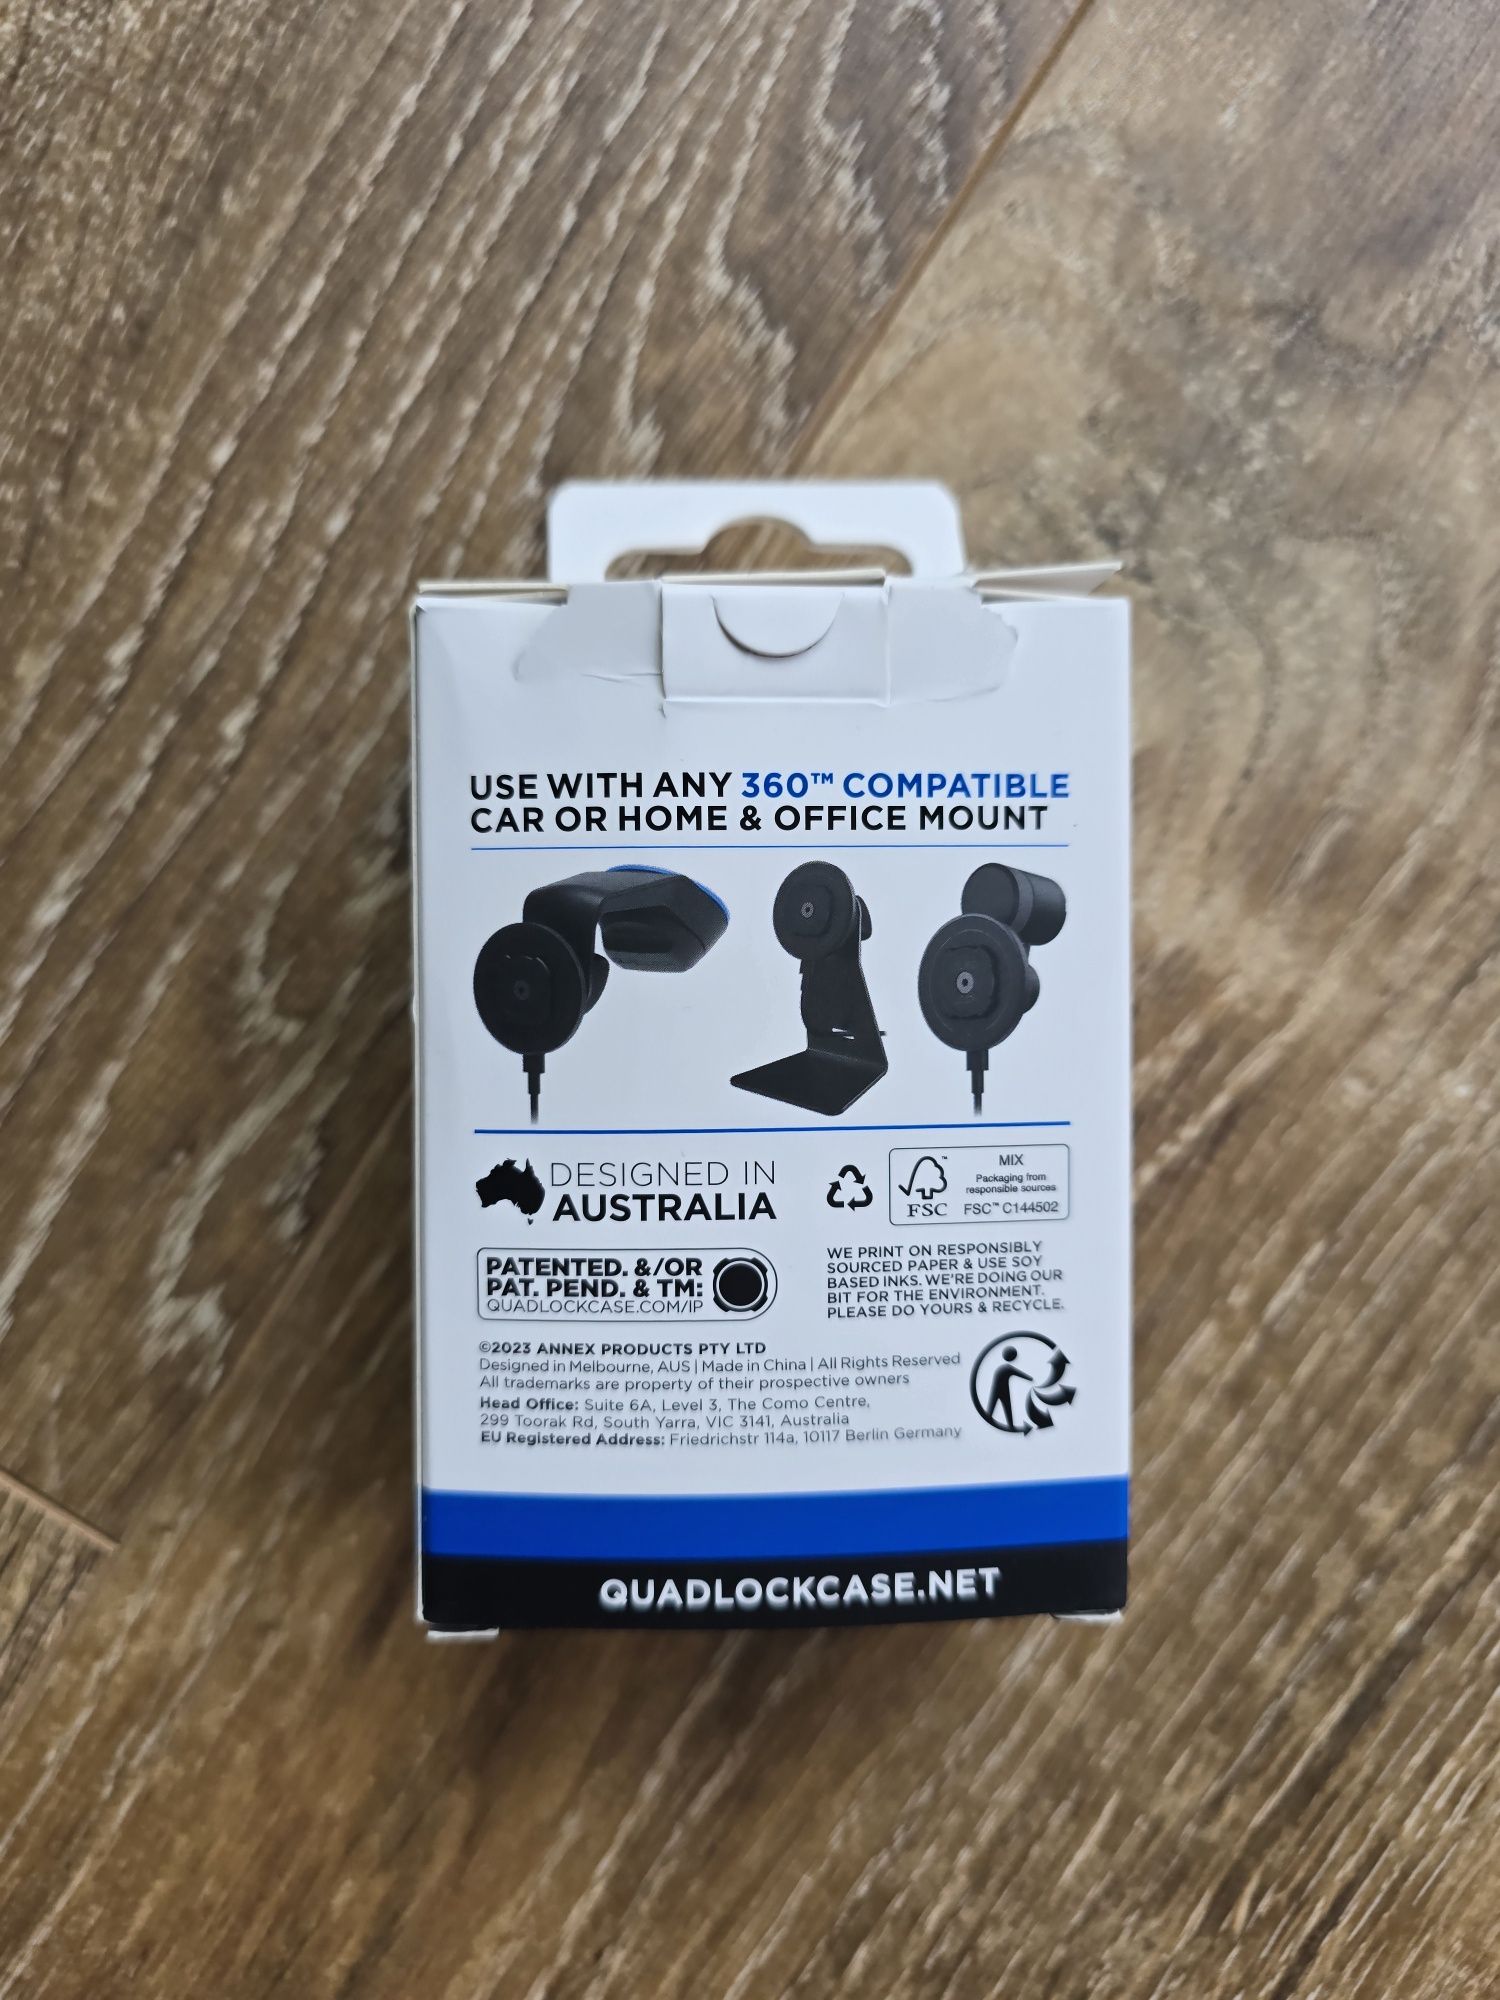 USE WITH ANY 360™ COMPATIBLE
CAR OR HOME & OFFICE MOUNT
DESIGNED IN
AUSTRALIA
FSC
MIX
Packaging from
responsible sources
FSC™ C144502
PATENTED. &/OR
PAT. PEND. & TM:
QUADLOCKCASE.COM/IP
WE PRINT ON RESPONSIBLY
SOURCED PAPER & USE SOY
BASED INKS. WE'RE DOING OUR
BIT FOR THE ENVIRONMENT.
PLEASE DO YOURS & RECYCLE.
©2023 ANNEX PRODUCTS PTY LTD
Designed in Melbourne, AUS | Made in China | All Rights Reserved
All trademarks are property of their prospective owners
Head Office: Suite 6A, Level 3, The Como Centre,
299 Toorak Rd, South Yarra, VIC 3141, Australia
EU Registered Address: Friedrichstr 114a, 10117 Berlin Germany
QUADLOCKCASE.NET